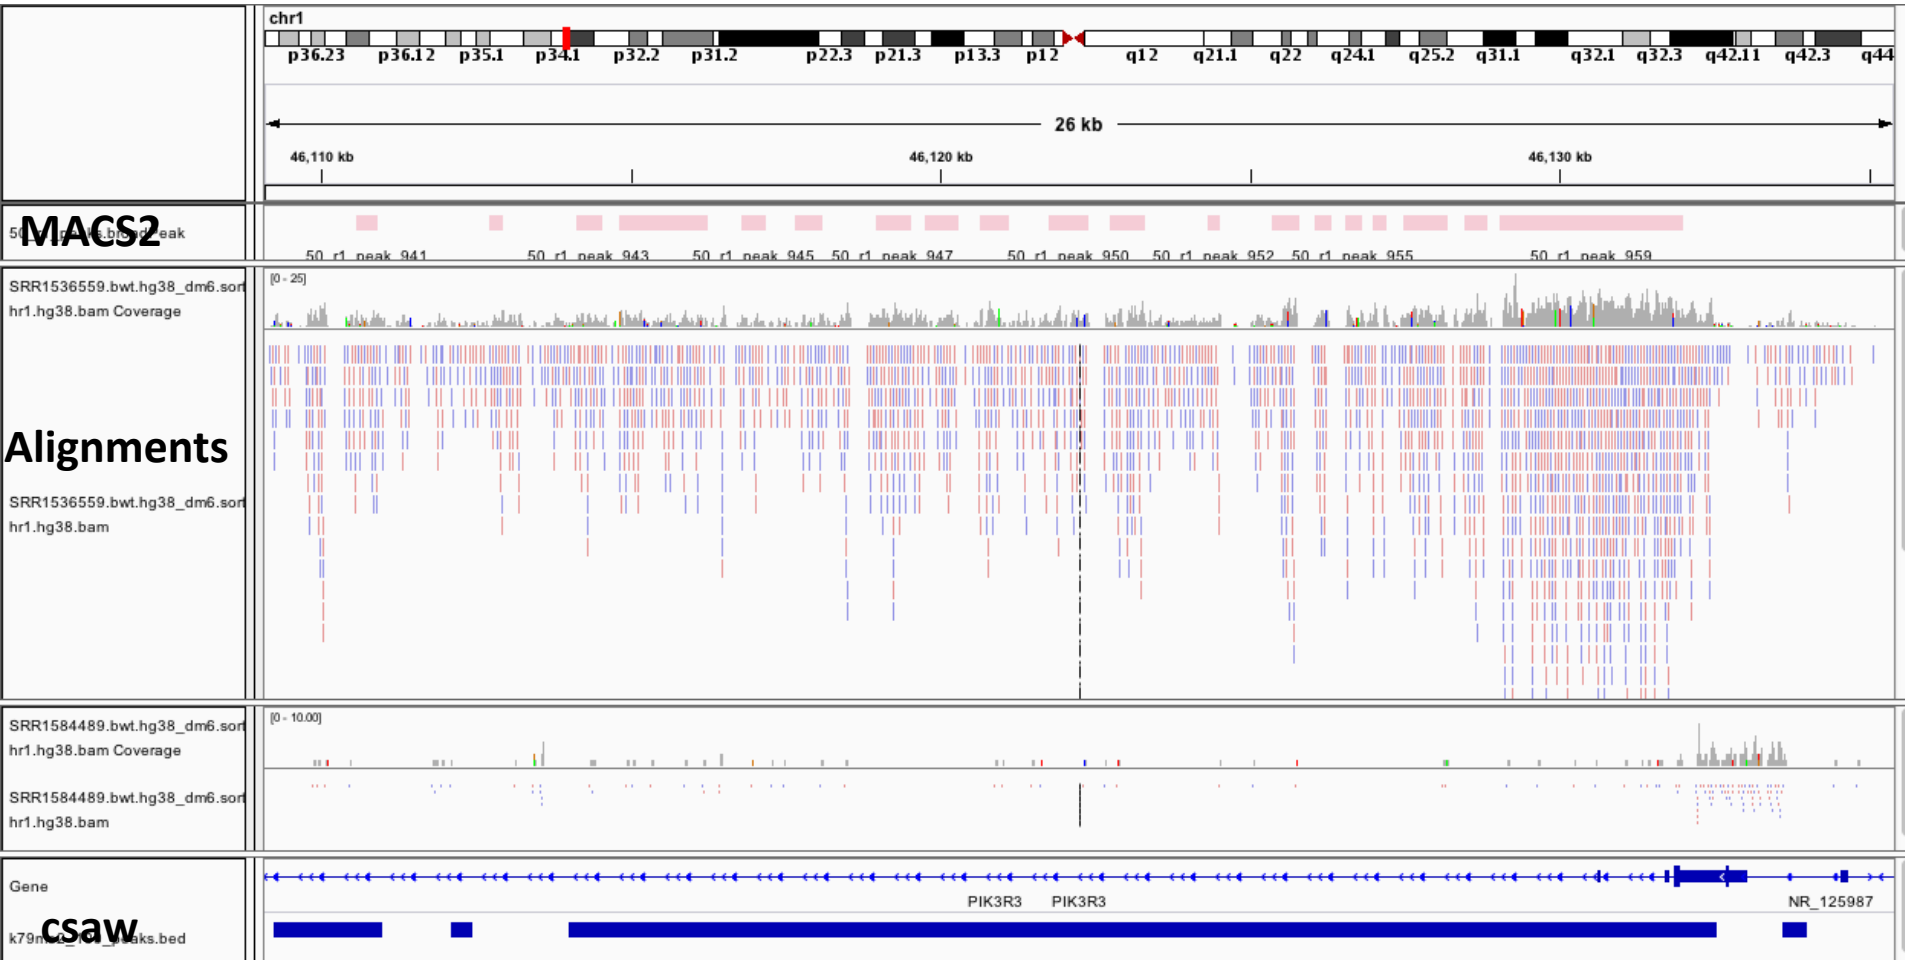 chr1
p36.23 p36.12 p35.1 p34.1 p32.2 p31.2 p22.3 p21.3 p13.3 p12 q12 q21.1 q22 q24.1 q25.2 q31.1 q32.1 q32.3 q42.11 q42.3 q44
26 kb
46,110 kb 46,120 kb 46,130 kb
MACS2
50_r1_peak_941 50_r1_peak_943 50_r1_peak_945 50_r1_peak_947 50_r1_peak_950 50_r1_peak_952 50_r1_peak_955 50_r1_peak_959
SRR1536559.bwt.hg38_dm6.sort
hr1.hg38.bam Coverage
[0 - 25]
Alignments
SRR1536559.bwt.hg38_dm6.sort
hr1.hg38.bam
SRR1584489.bwt.hg38_dm6.sort
hr1.hg38.bam Coverage
[0 - 10.00]
SRR1584489.bwt.hg38_dm6.sort
hr1.hg38.bam
Gene
PIK3R3 PIK3R3 NR_125987
csaw